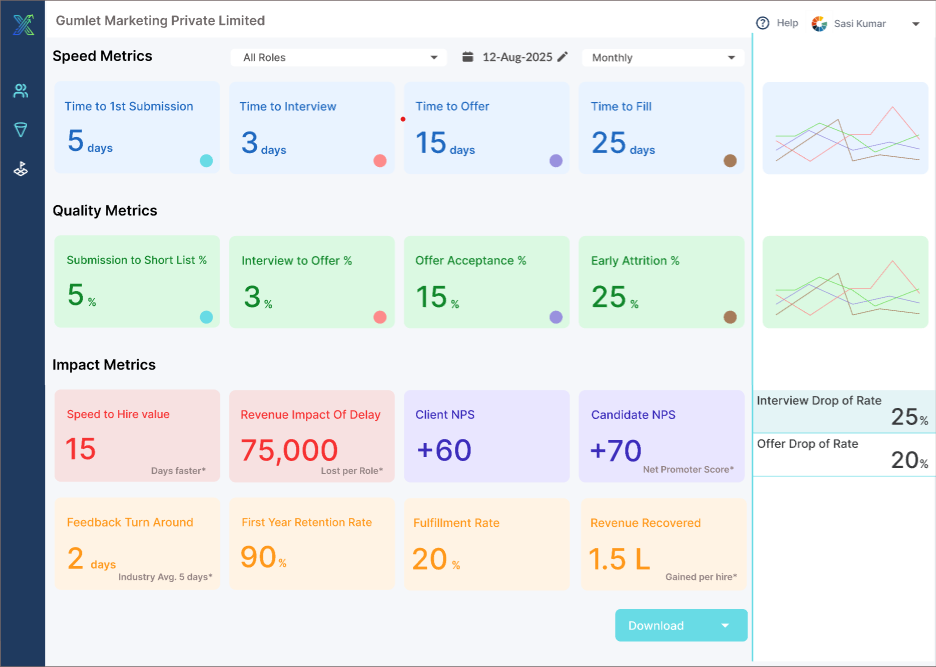 Gumlet Marketing Private Limited
Help
Sasi Kumar
Speed Metrics
All Roles
12-Aug-2025
Monthly
Time to 1st Submission
5 days
Time to Interview
3 days
Time to Offer
15 days
Time to Fill
25 days
Quality Metrics
Submission to Short List %
5 %
Interview to Offer %
3 %
Offer Acceptance %
15 %
Early Attrition %
25 %
Impact Metrics
Speed to Hire value
15
Days faster*
Revenue Impact Of Delay
75,000
Lost per Role*
Client NPS
+60
Candidate NPS
+70
Net Promoter Score*
Interview Drop of Rate
25%
Offer Drop of Rate
20%
Feedback Turn Around
2 days
Industry Avg. 5 days*
First Year Retention Rate
90%
Fulfillment Rate
20 %
Revenue Recovered
1.5 L
Gained per hire*
Download